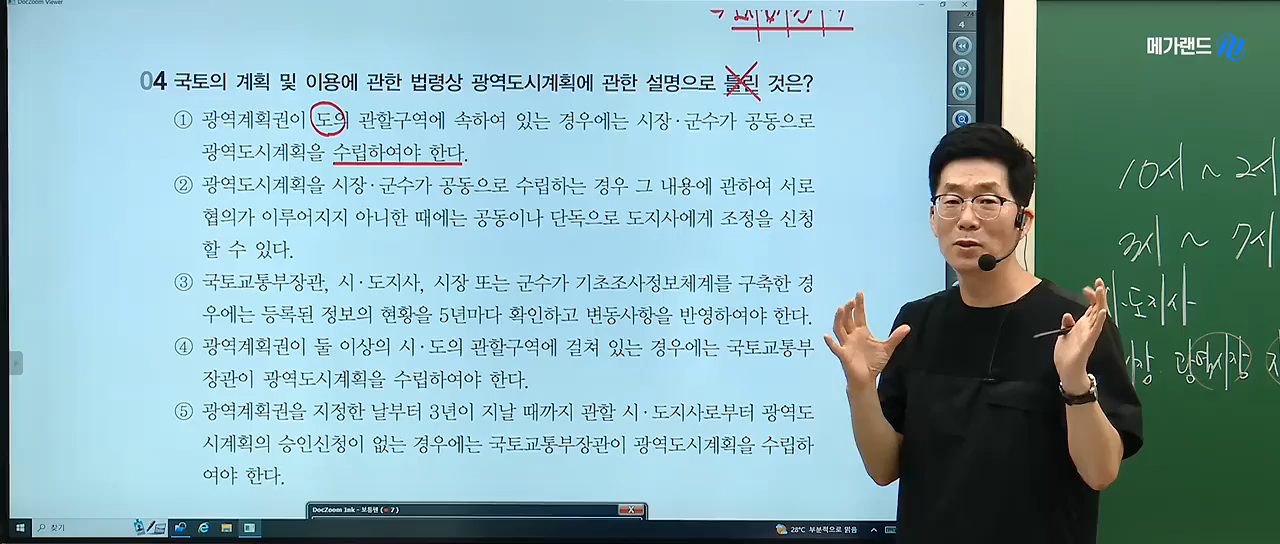 DocZoom Viewer
4
메가랜드
04 국토의 계획 및 이용에 관한 법령상 광역도시계획에 관한 설명으로 틀린 것은?
① 광역계획권이 도의 관할구역에 속하여 있는 경우에는 시장·군수가 공동으로
광역도시계획을 수립하여야 한다.
② 광역도시계획을 시장·군수가 공동으로 수립하는 경우 그 내용에 관하여 서로
협의가 이루어지지 아니한 때에는 공동이나 단독으로 도지사에게 조정을 신청
할 수 있다.
③ 국토교통부장관, 시·도지사, 시장 또는 군수가 기초조사정보체계를 구축한 경
우에는 등록된 정보의 현황을 5년마다 확인하고 변동사항을 반영하여야 한다.
④ 광역계획권이 둘 이상의 시·도의 관할구역에 걸쳐 있는 경우에는 국토교통부
장관이 광역도시계획을 수립하여야 한다.
⑤ 광역계획권을 지정한 날부터 3년이 지날 때까지 관할 시·도지사로부터 광역도
시계획의 승인신청이 없는 경우에는 국토교통부장관이 광역도시계획을 수립하
여야 한다.
10시 ~ 2시
3시 ~ 7시
도지사
광역시장
DocZoom Ink - 보통펜 (= 7 )
찾기
28°C 부분적으로 맑음